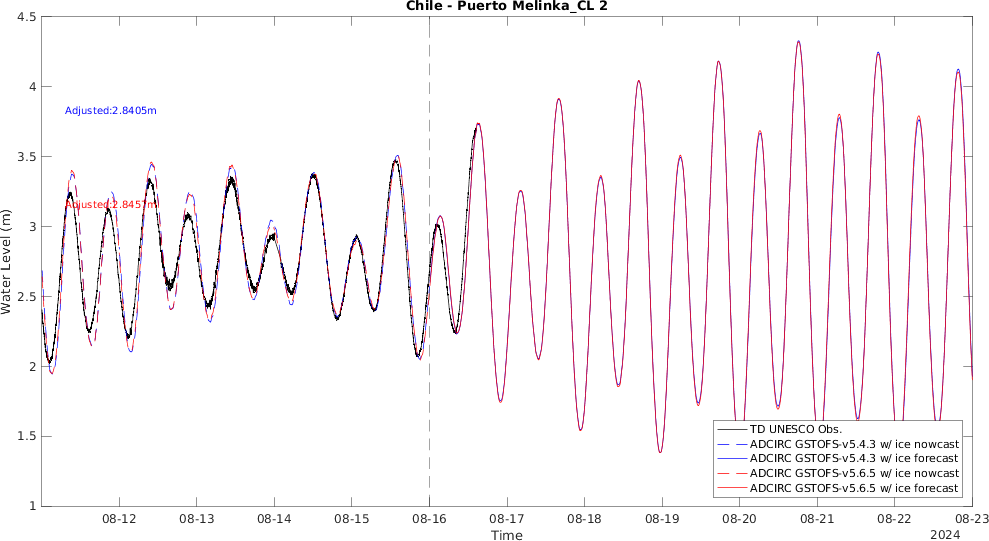 Chile - Puerto Melinka_CL 2
4.5
4
3.5
3
2.5
2
1.5
1
Water Level (m)
Adjusted:2.8405m
Adjusted:2.8457m
TD UNESCO Obs.
ADCIRC GSTOFS-v5.4.3 w/ ice nowcast
ADCIRC GSTOFS-v5.4.3 w/ ice forecast
ADCIRC GSTOFS-v5.6.5 w/ ice nowcast
ADCIRC GSTOFS-v5.6.5 w/ ice forecast
08-12 08-13 08-14 08-15 08-16 08-17 08-18 08-19 08-20 08-21 08-22 08-23
Time
2024